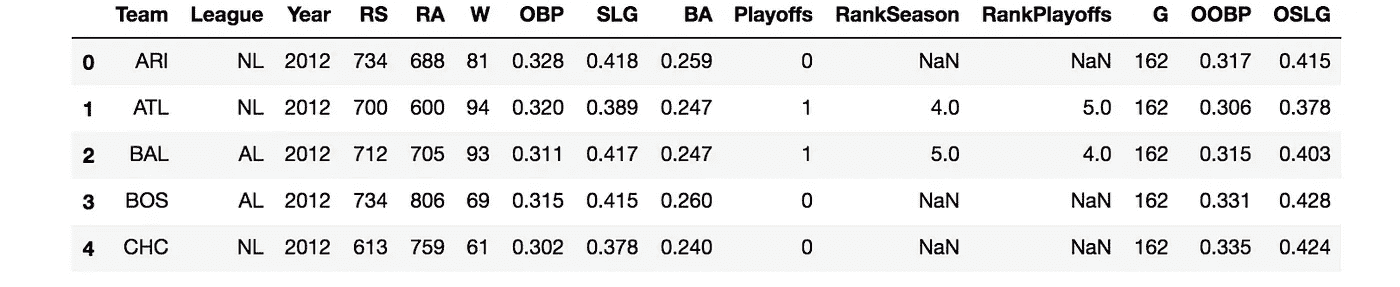 Team League Year RS RA W OBP SLG BA Playoffs RankSeason RankPlayoffs G OOBP OSLG
0 ARI NL 2012 734 688 81 0.328 0.418 0.259 0 NaN NaN 162 0.317 0.415
1 ATL NL 2012 700 600 94 0.320 0.389 0.247 1 4.0 5.0 162 0.306 0.378
2 BAL AL 2012 712 705 93 0.311 0.417 0.247 1 5.0 4.0 162 0.315 0.403
3 BOS AL 2012 734 806 69 0.315 0.415 0.260 0 NaN NaN 162 0.331 0.428
4 CHC NL 2012 613 759 61 0.302 0.378 0.240 0 NaN NaN 162 0.335 0.424